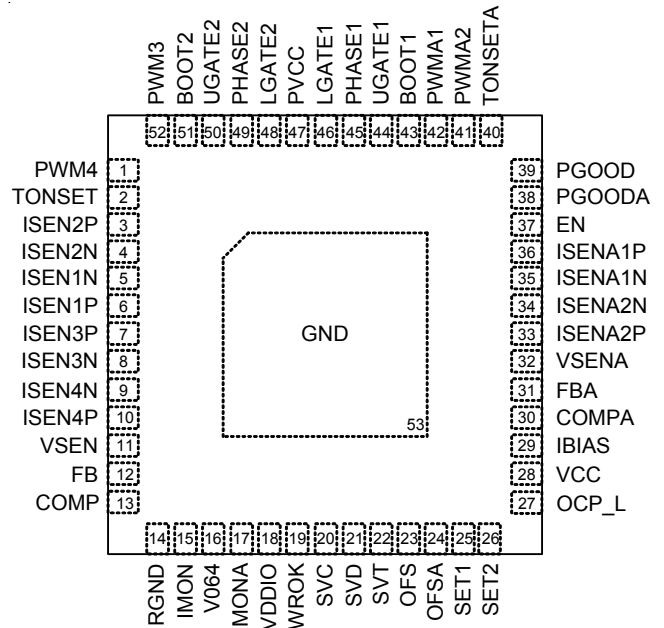 PWM3
BOOT2
UGATE2
PHASE2
LGATE2
PVCC
LGATE1
PHASE1
UGATE1
BOOT1
PWMA1
PWMA2
TONSETA
52 51 50 49 48 47 46 45 44 43 42 41 40
PWM4 1
TONSET 2
ISEN2P 3
ISEN2N 4
ISEN1N 5
ISEN1P 6
ISEN3P 7
ISEN3N 8
ISEN4N 9
ISEN4P 10
VSEN 11
FB 12
COMP 13
GND
53
39 PGOOD
38 PGOODA
37 EN
36 ISENA1P
35 ISENA1N
34 ISENA2N
33 ISENA2P
32 VSENA
31 FBA
30 COMPA
29 IBIAS
28 VCC
27 OCP_L
14 15 16 17 18 19 20 21 22 23 24 25 26
RGND
IMON
V064
MONA
VDDIO
WROK
SVC
SVD
SVT
OFS
OFSA
SET1
SET2